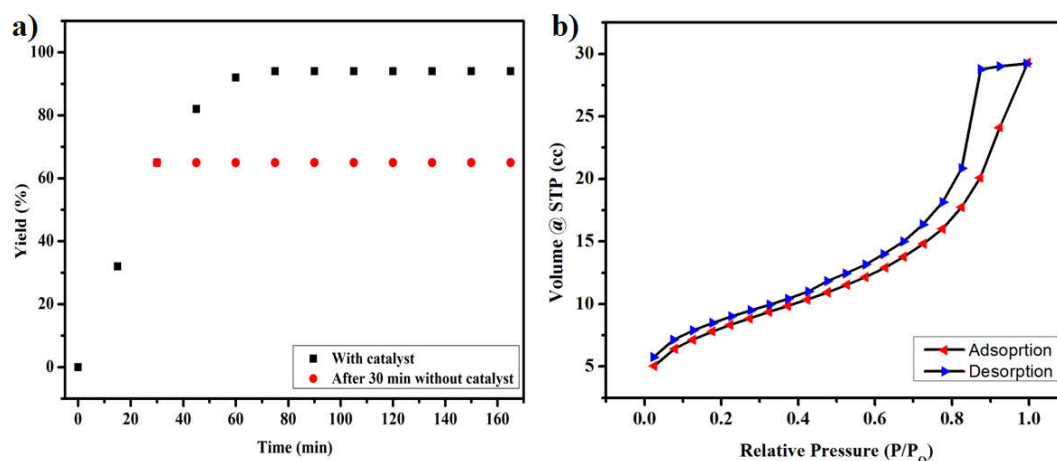 a)
100
80
60
40
20
0
Yield (%)
0 20 40 60 80 100 120 140 160
Time (min)
With catalyst
After 30 min without catalyst
b)
30
25
20
15
10
5
Volume @ STP (cc)
0.0 0.2 0.4 0.6 0.8 1.0
Relative Pressure (P/PO)
Adsoprtion
Desorption